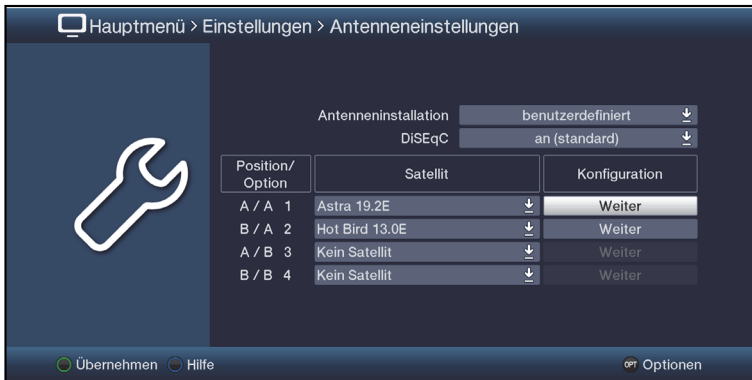 Hauptmenü > Einstellungen > Antenneneinstellungen
Antenneninstallation benutzerdefiniert
DiSEqC an (standard)
Position/ Option Satellit Konfiguration
A / A 1 Astra 19.2E Weiter
B / A 2 Hot Bird 13.0E Weiter
A / B 3 Kein Satellit Weiter
B / B 4 Kein Satellit Weiter
Übernehmen Hilfe OPT Optionen